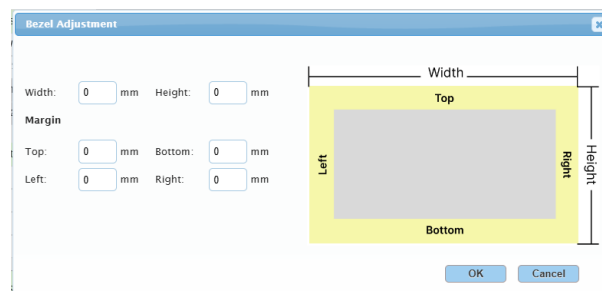 Bezel Adjustment
Width: 0 mm Height: 0 mm
Margin
Top: 0 mm Bottom: 0 mm
Left: 0 mm Right: 0 mm
Width
Top
Left
Right
Height
Bottom
OK Cancel